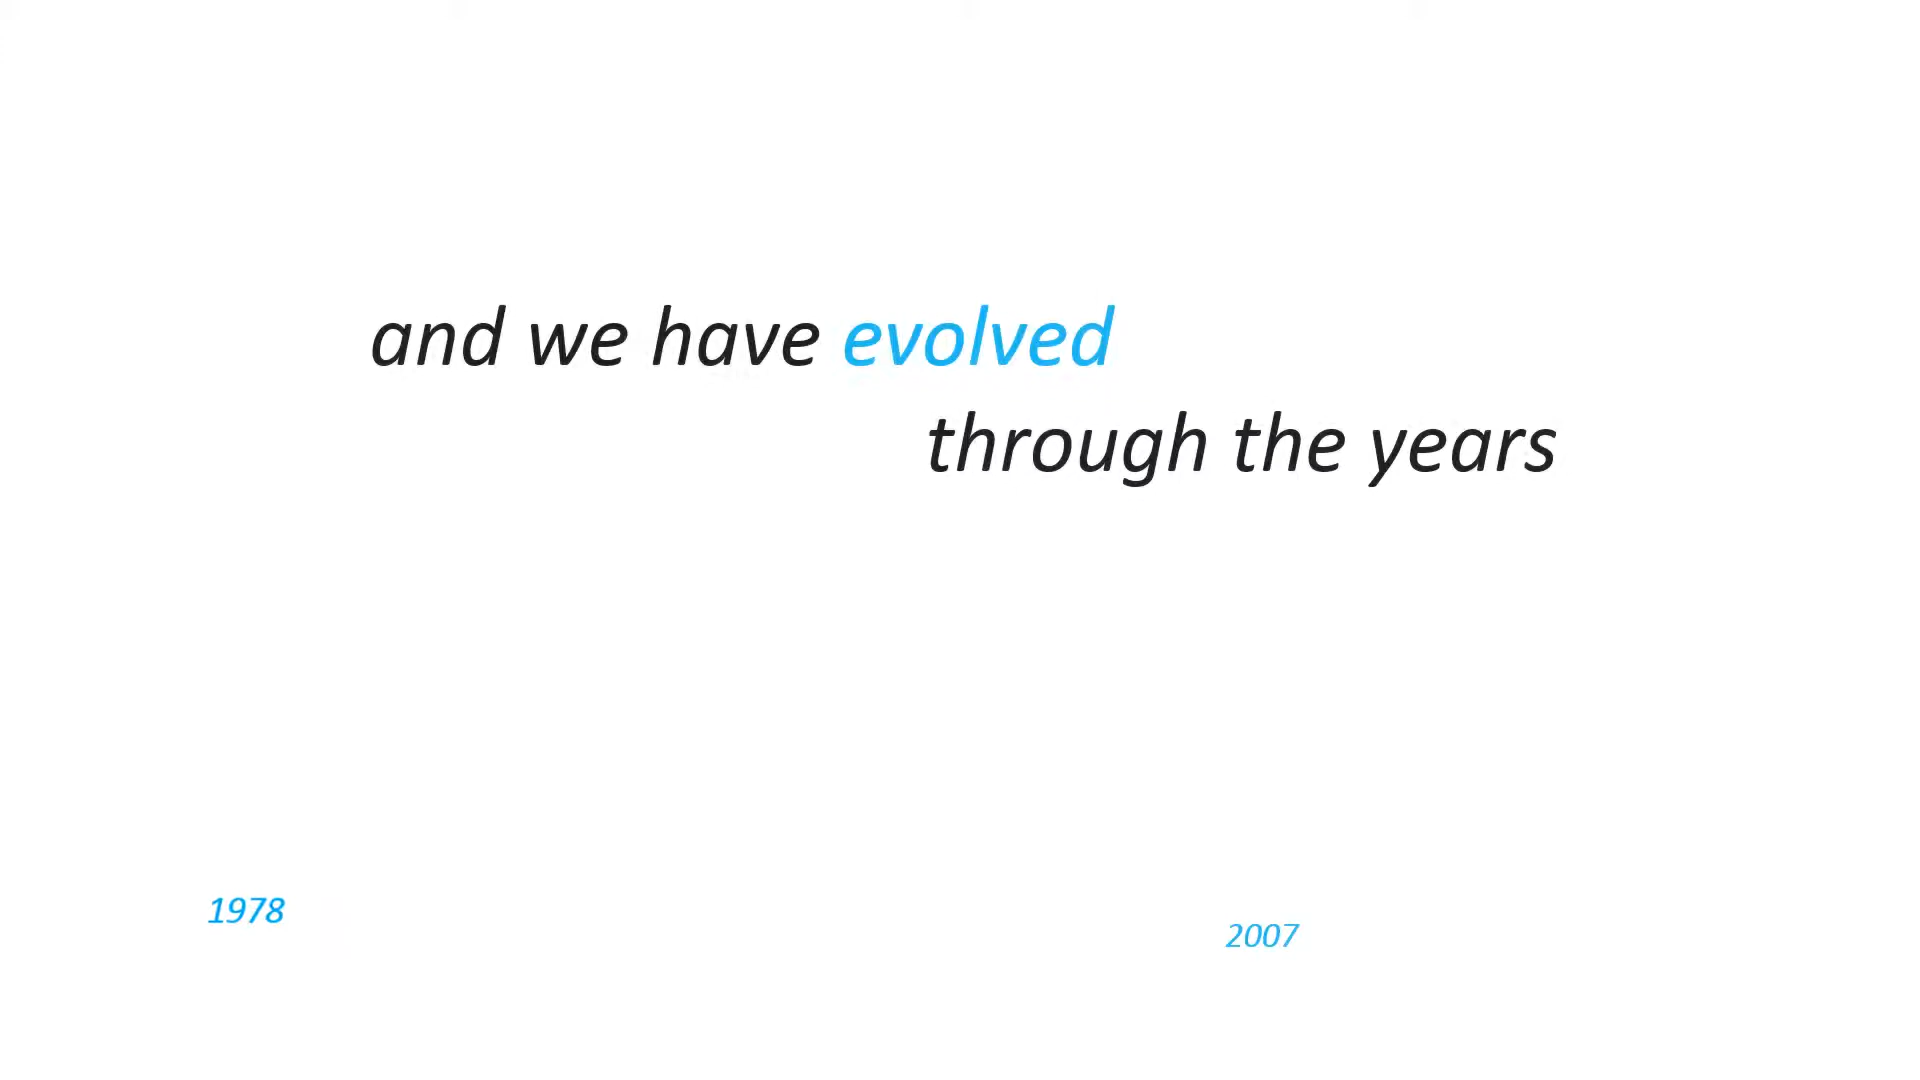 and we have evolved
through the years
1978
2007